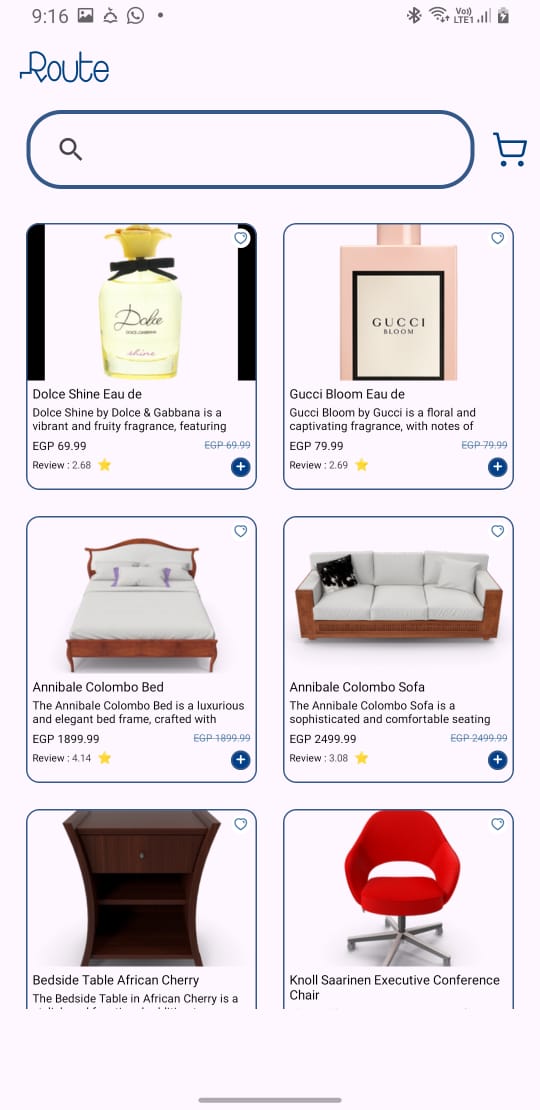 9:16
Vo))
LTE1
Route
Dolce
DOLCE & GABBANA
shine
Dolce Shine Eau de
Dolce Shine by Dolce & Gabbana is a
vibrant and fruity fragrance, featuring
EGP 69.99 EGP 69.99
Review : 2.68
GUCCI
BLOOM
Gucci Bloom Eau de
Gucci Bloom by Gucci is a floral and
captivating fragrance, with notes of
EGP 79.99 EGP 79.99
Review : 2.69
Annibale Colombo Bed
The Annibale Colombo Bed is a luxurious
and elegant bed frame, crafted with
EGP 1899.99 EGP 1899.99
Review : 4.14
Annibale Colombo Sofa
The Annibale Colombo Sofa is a
sophisticated and comfortable seating
EGP 2499.99 EGP 2499.99
Review : 3.08
Bedside Table African Cherry
The Bedside Table in African Cherry is a
Knoll Saarinen Executive Conference
Chair